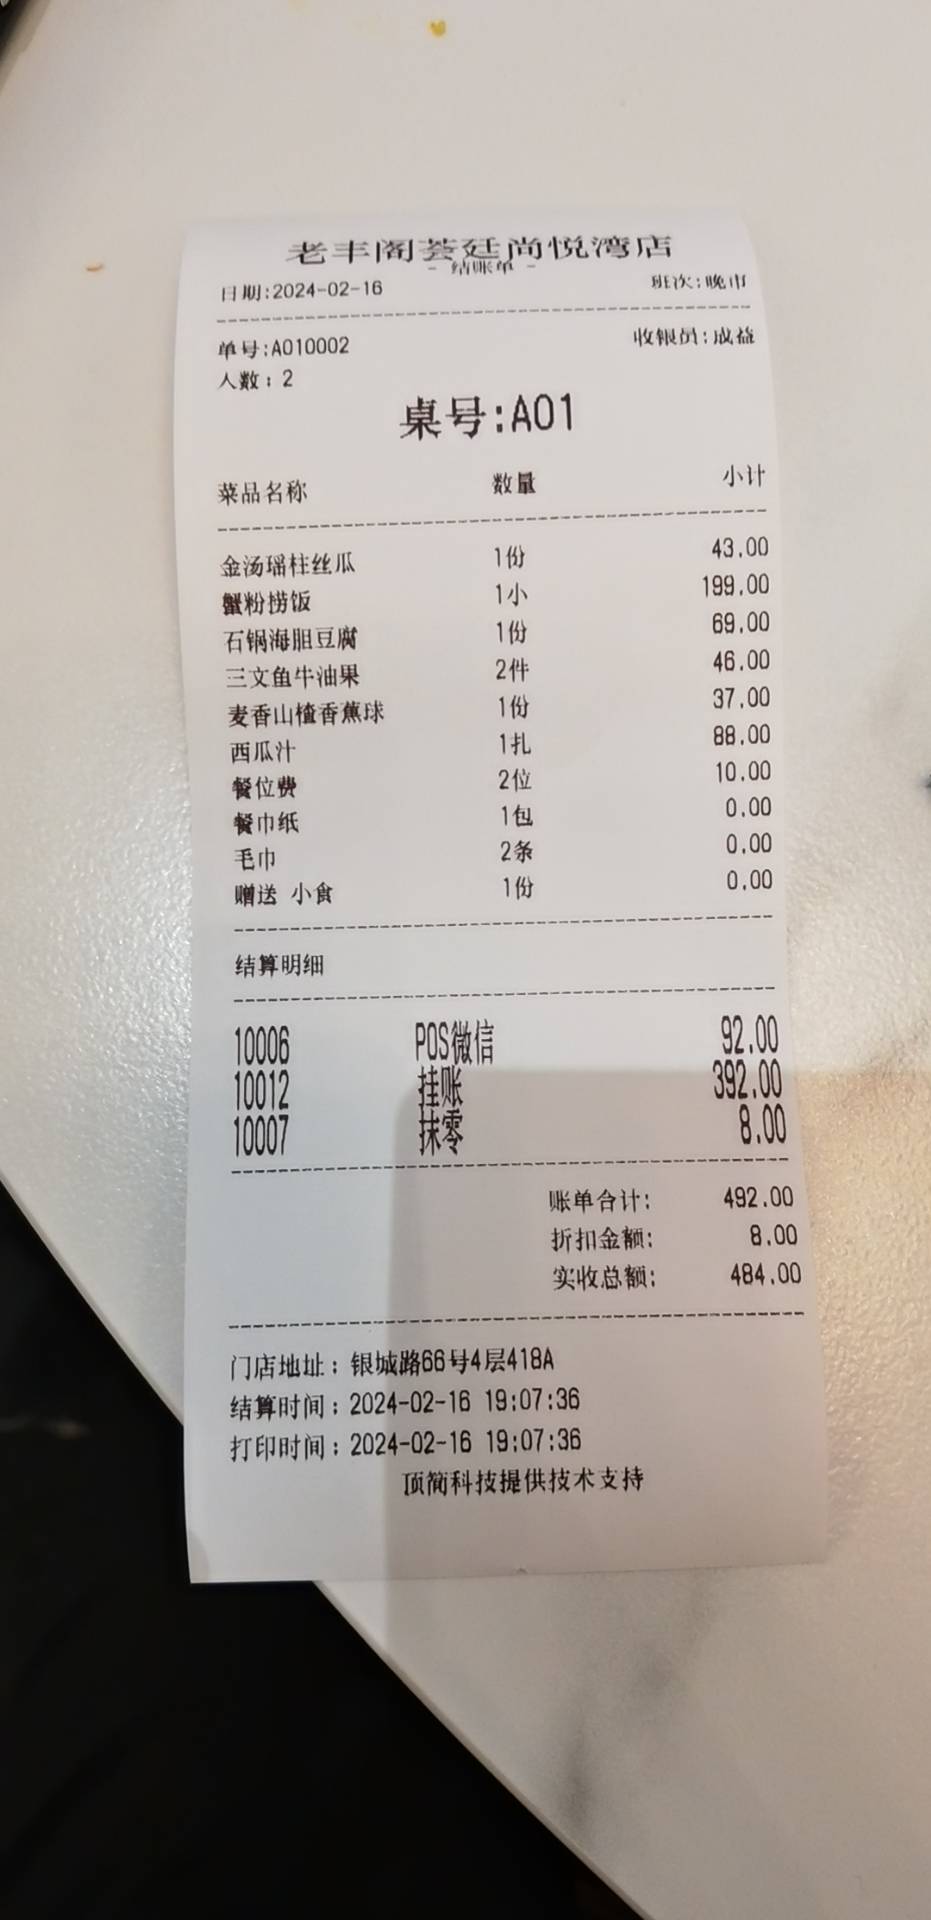 老丰阁荟廷尚悦湾店
- 结账单 -
日期:2024-02-16 班次:晚市
单号:A010002 收银员:成益
人数:2
桌号:A01
菜品名称 数量 小计
金汤瑶柱丝瓜 1份 43.00
蟹粉捞饭 1小 199.00
石锅海胆豆腐 1份 69.00
三文鱼牛油果 2件 46.00
麦香山楂香蕉球 1份 37.00
西瓜汁 1扎 88.00
餐位费 2位 10.00
餐巾纸 1包 0.00
毛巾 2条 0.00
赠送 小食 1份 0.00
结算明细
10006 POS微信 92.00
10012 挂账 392.00
10007 抹零 8.00
账单合计: 492.00
折扣金额: 8.00
实收总额: 484.00
门店地址:银城路66号4层418A
结算时间:2024-02-16 19:07:36
打印时间:2024-02-16 19:07:36
顶简科技提供技术支持